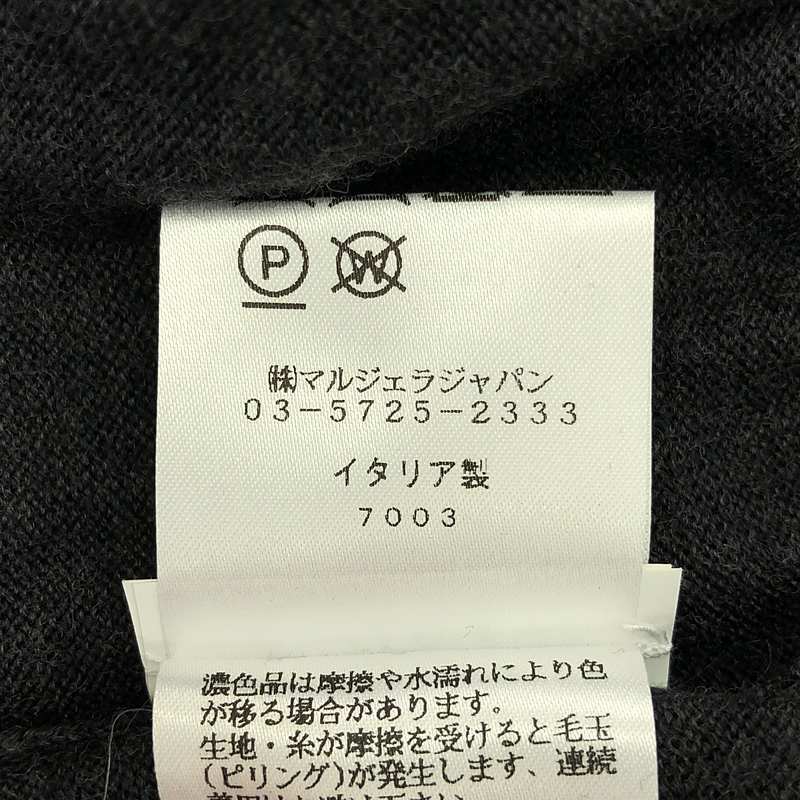 P W
㈱マルジェラジャパン
03-5725-2333
イタリア製
7003
濃色品は摩擦や水濡れにより色
が移る場合があります。
生地・糸が摩擦を受けると毛玉
(ピリング)が発生します、連続